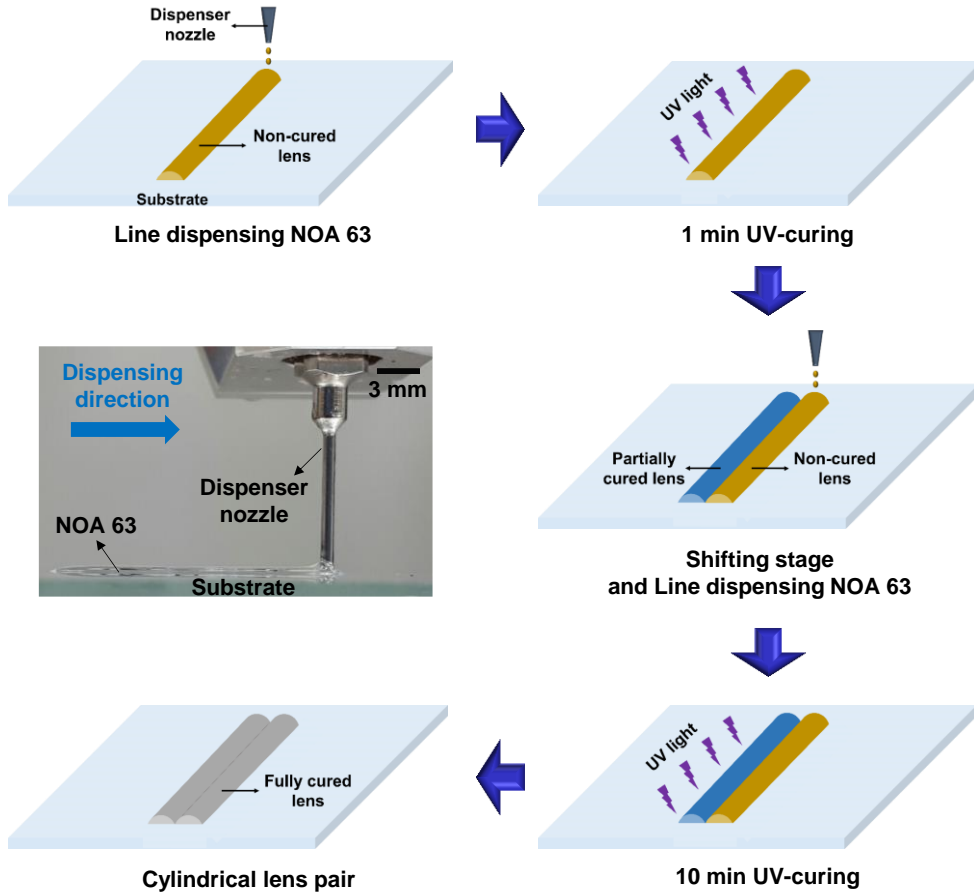 Dispenser
nozzle
Non-cured
lens
Substrate
Line dispensing NOA 63
UV light
1 min UV-curing
Partially
cured lens
Non-cured
lens
Shifting stage
and Line dispensing NOA 63
Dispensing
direction
3 mm
Dispenser
nozzle
NOA 63
Substrate
UV light
10 min UV-curing
Fully cured
lens
Cylindrical lens pair